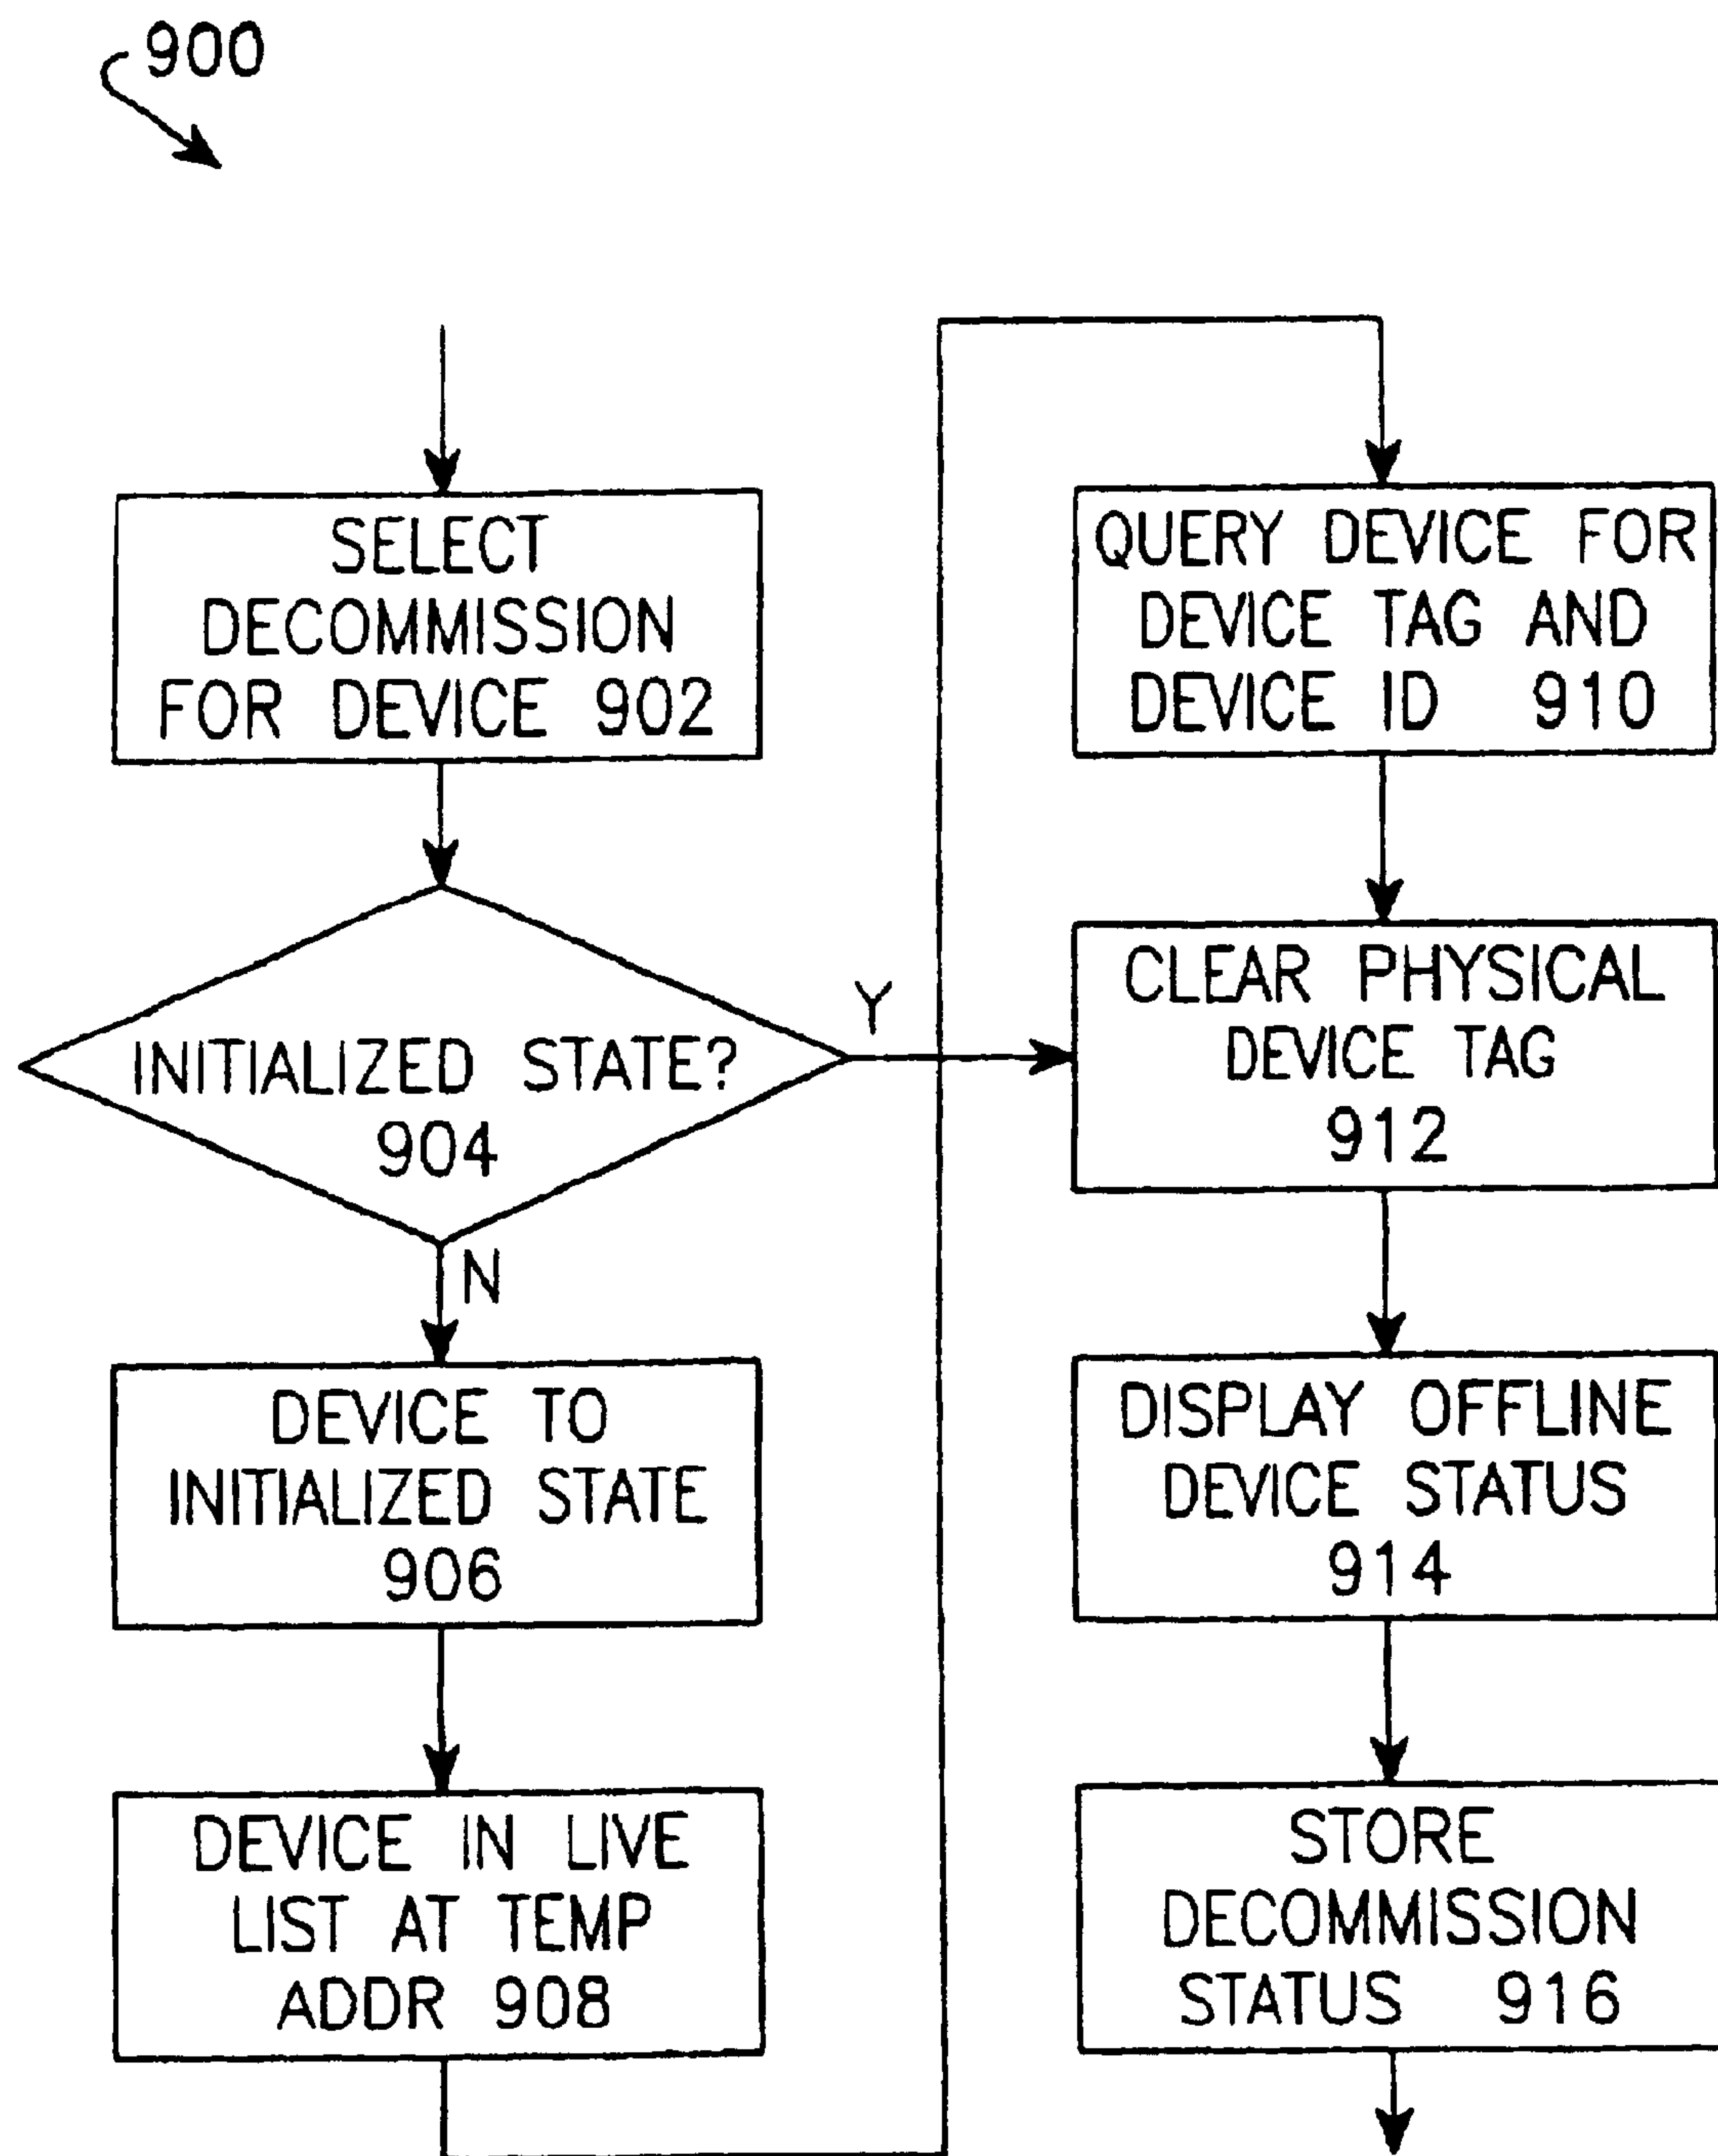 900
SELECT
DECOMMISSION
FOR DEVICE 902
INITIALIZED STATE?
904
Y
N
DEVICE TO
INITIALIZED STATE
906
DEVICE IN LIVE
LIST AT TEMP
ADDR 908
QUERY DEVICE FOR
DEVICE TAG AND
DEVICE ID 910
CLEAR PHYSICAL
DEVICE TAG
912
DISPLAY OFFLINE
DEVICE STATUS
914
STORE
DECOMMISSION
STATUS 916